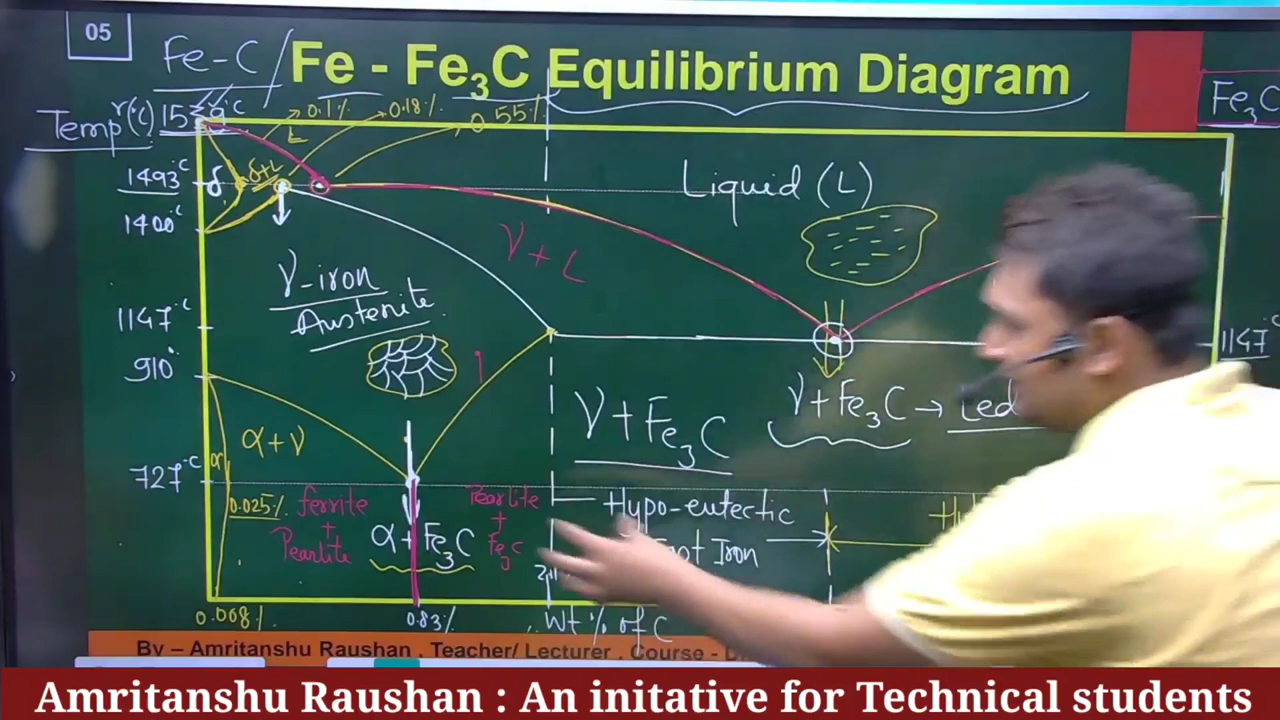 05
Fe-C /
Fe - Fe₃C Equilibrium Diagram
Fe₃C
Tempʳ(°C)
0.1%
0.18%
0.55%
L
1493°C
δ
δ+L
1400°C
Liquid (L)
γ+L
γ-iron
Austenite
1147°C
1147°C
910°
γ+Fe₃C
γ+Fe₃C → Led
α+γ
α
727°C
0.025%
ferrite
+
Pearlite
α+Fe₃C
Pearlite
+
Fe₃C
Hypo-eutectic
Iron
0.008%
0.83%
Wt % of C
By – Amritanshu Raushan , Teacher/ Lecturer , Course - D
Amritanshu Raushan : An initative for Technical students